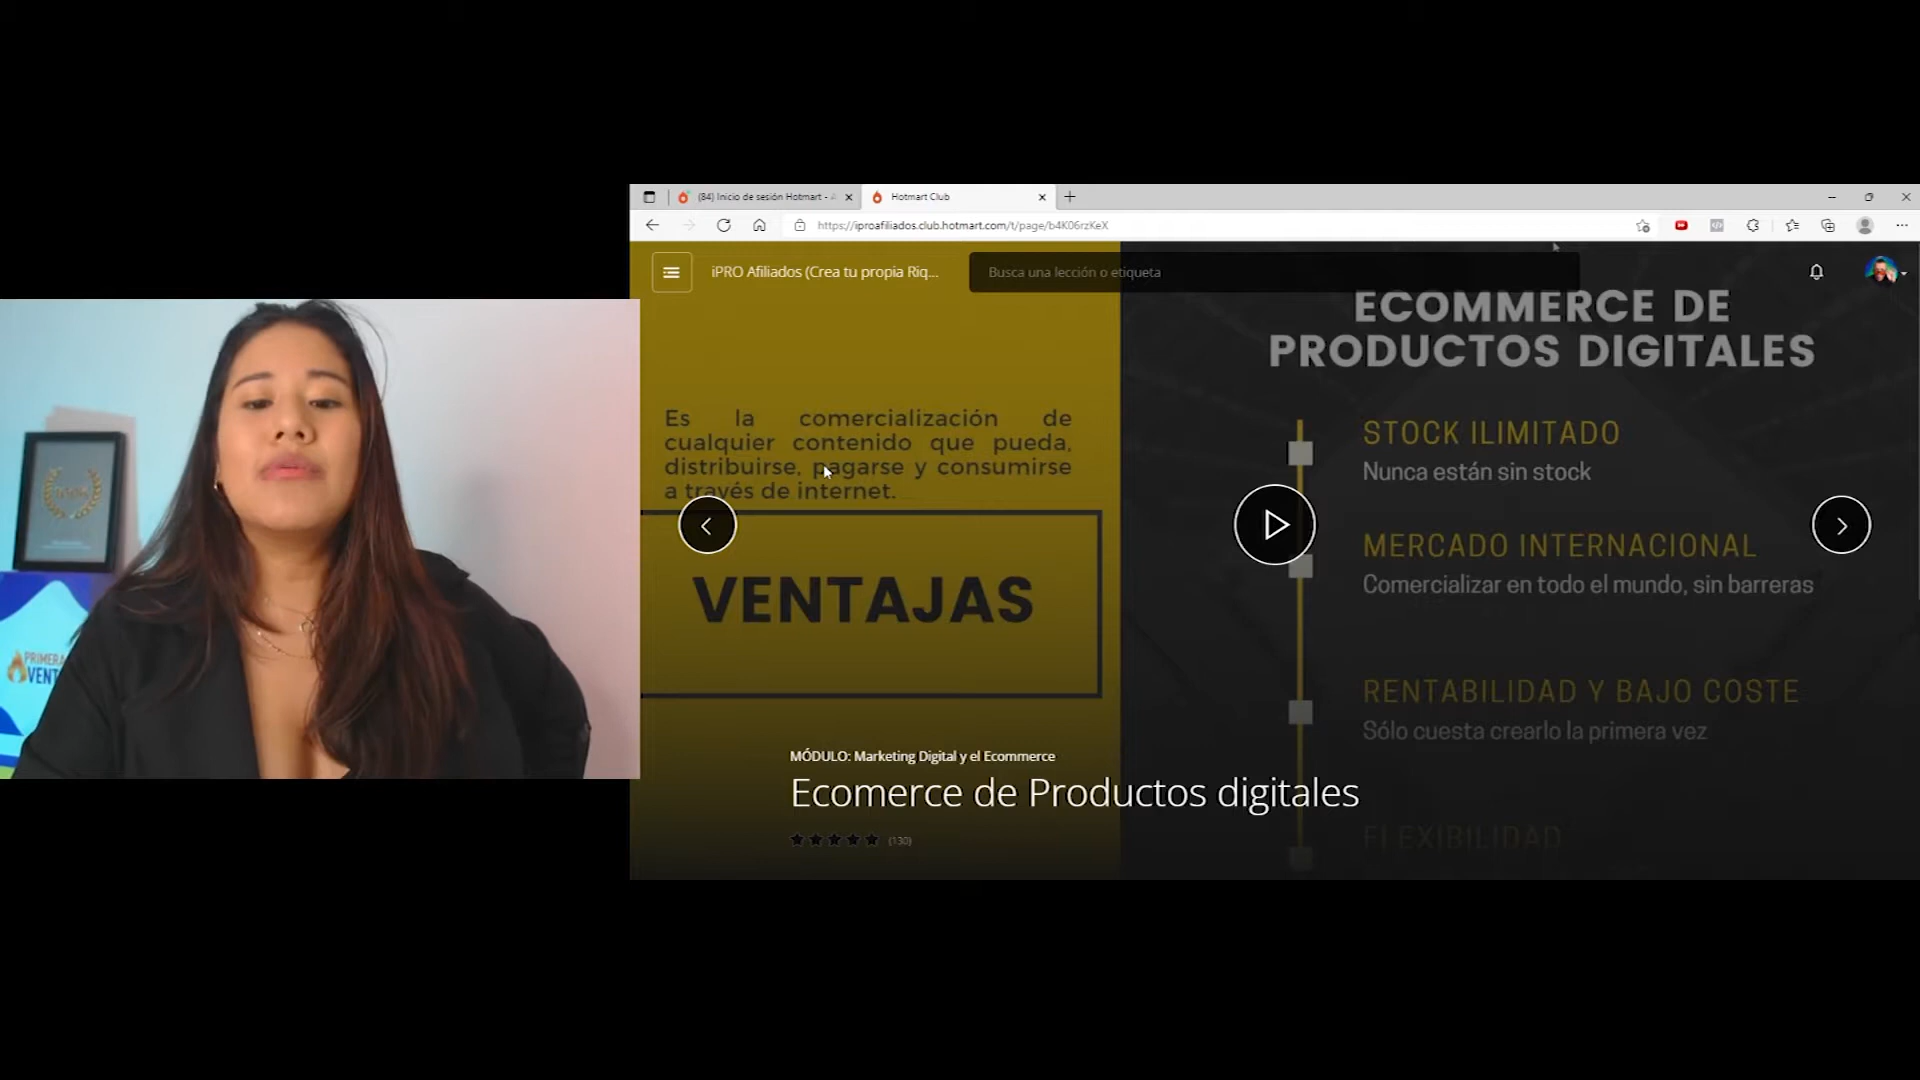 (84) Inicio de sesión Hotmart -
Hotmart Club
https://iproafiliados.club.hotmart.com/t/page/b4K06rzKeX
iPRO Afiliados (Crea tu propia Riq...
Busca una lección o etiqueta
Es la comercialización de
cualquier contenido que pueda,
distribuirse, pagarse y consumirse
a través de internet.
VENTAJAS
ECOMMERCE DE
PRODUCTOS DIGITALES
STOCK ILIMITADO
Nunca están sin stock
MERCADO INTERNACIONAL
Comercializar en todo el mundo, sin barreras
RENTABILIDAD Y BAJO COSTE
Sólo cuesta crearlo la primera vez
FLEXIBILIDAD
MÓDULO: Marketing Digital y el Ecommerce
Ecomerce de Productos digitales
(130)
PRIMERA
VENT